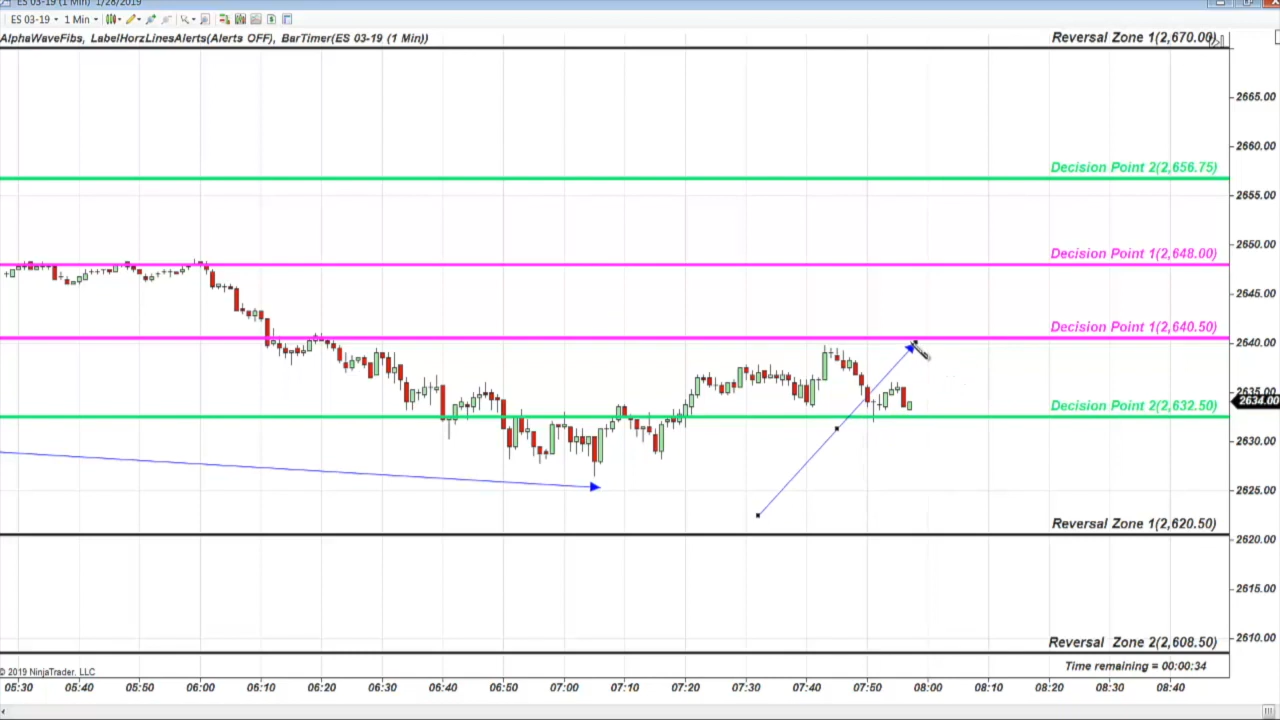 ES 03-19 (1 Min) 1/28/2019
ES 03-19 1 Min
AlphaWaveFibs, LabelHorzLinesAlerts(Alerts OFF), BarTimer(ES 03-19 (1 Min))
Reversal Zone 1(2,670.00)
2665.00
2660.00
Decision Point 2(2,656.75)
2655.00
Decision Point 1(2,648.00)
2650.00
2645.00
Decision Point 1(2,640.50)
2640.00
2635.00
2634.00
Decision Point 2(2,632.50)
2630.00
2625.00
Reversal Zone 1(2,620.50)
2620.00
2615.00
Reversal Zone 2(2,608.50)
2610.00
© 2019 NinjaTrader, LLC
Time remaining = 00:00:34
05:30 05:40 05:50 06:00 06:10 06:20 06:30 06:40 06:50 07:00 07:10 07:20 07:30 07:40 07:50 08:00 08:10 08:20 08:30 08:40